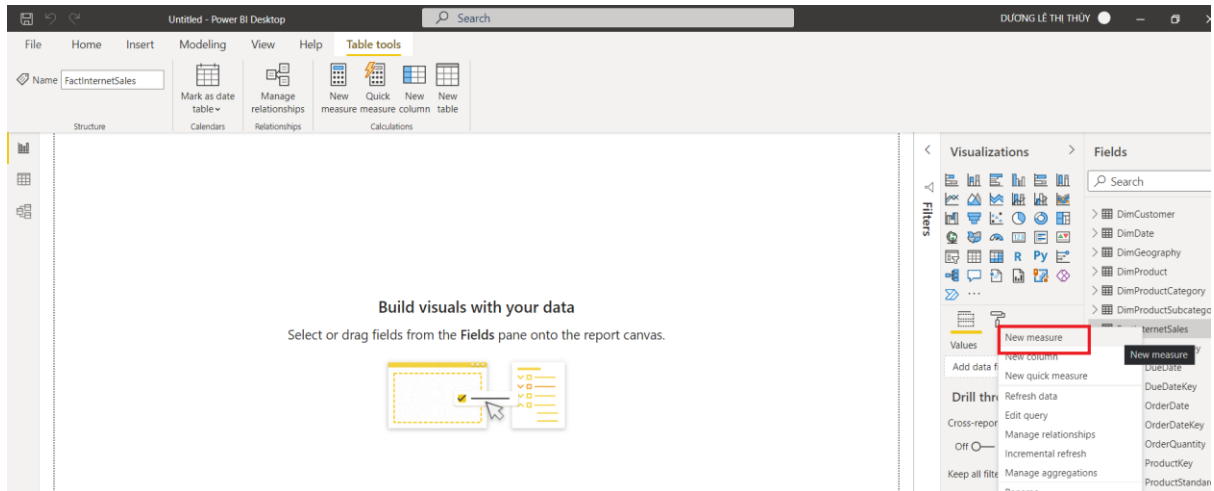 Untitled - Power BI Desktop
Search
DƯƠNG LÊ THỊ THÙY
File Home Insert Modeling View Help Table tools
Name FactInternetSales
Mark as date table
Manage relationships
New measure
Quick measure
New column
New table
Structure
Calendars
Relationships
Calculations
Build visuals with your data
Select or drag fields from the Fields pane onto the report canvas.
Filters
Visualizations
R Py
Values
Add data f
Drill thr
Cross-repor
Off
Keep all filte
New measure
New column
New quick measure
Refresh data
Edit query
Manage relationships
Incremental refresh
Manage aggregations
New measure
Fields
Search
DimCustomer
DimDate
DimGeography
DimProduct
DimProductCategory
DimProductSubcatego
ternetSales
DueDate
DueDateKey
OrderDate
OrderDateKey
OrderQuantity
ProductKey
ProductStandar